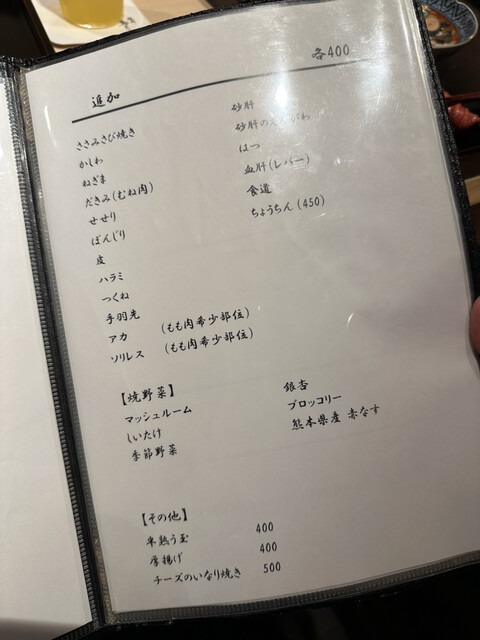 追加
各400
ささみさび焼き
かしわ
ねぎま
だきみ(むね肉)
せせり
ぼんじり
皮
ハラミ
つくね
手羽先
アカ (もも肉希少部位)
ソリレス (もも肉希少部位)
砂肝
砂肝のえんがわ
はつ
血肝(レバー)
食道
ちょうちん(450)
【焼野菜】
マッシュルーム
しいたけ
季節野菜
銀杏
ブロッコリー
熊本県産 赤なす
【その他】
半熟う玉 400
厚揚げ 400
チーズのいなり焼き 500